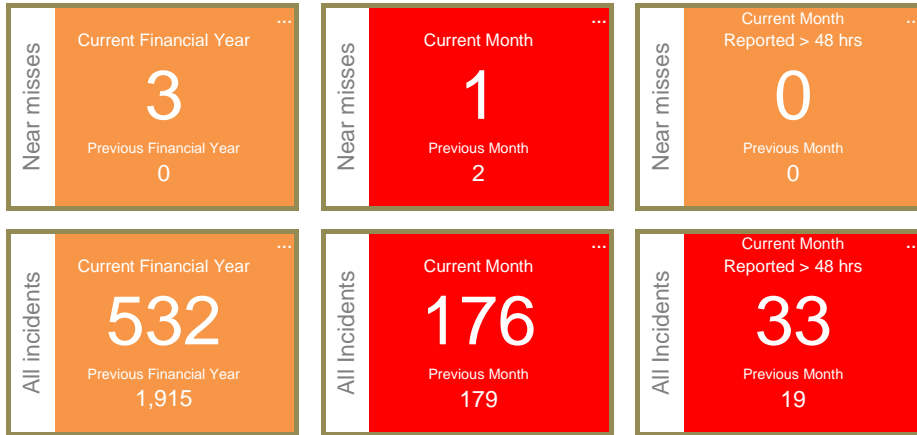 Near misses
...
Current Financial Year
3
Previous Financial Year
0
Near misses
...
Current Month
1
Previous Month
2
Near misses
...
Current Month
Reported > 48 hrs
0
Previous Month
0
All incidents
...
Current Financial Year
532
Previous Financial Year
1,915
All Incidents
...
Current Month
176
Previous Month
179
All Incidents
...
Current Month
Reported > 48 hrs
33
Previous Month
19